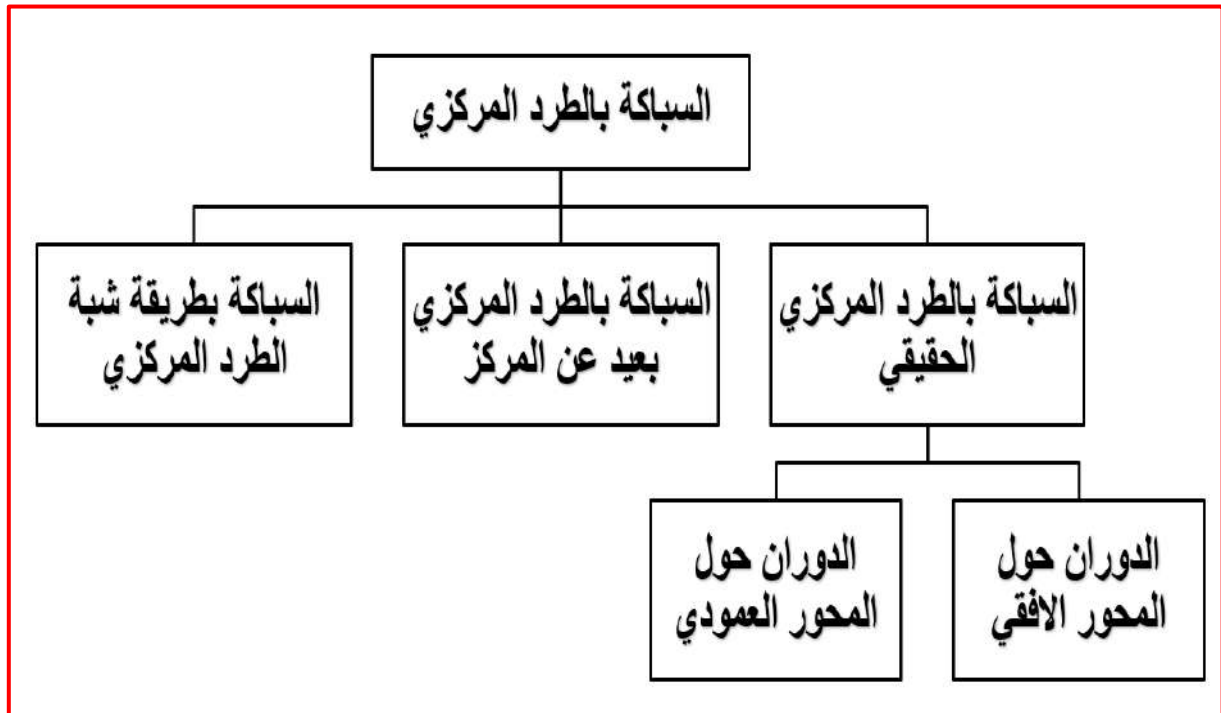 السباكة بالطرد المركزي
السباكة بالطرد المركزي
الحقيقي
السباكة بالطرد المركزي
بعيد عن المركز
السباكة بطريقة شبة
الطرد المركزي
الدوران حول
المحور الافقي
الدوران حول
المحور العمودي